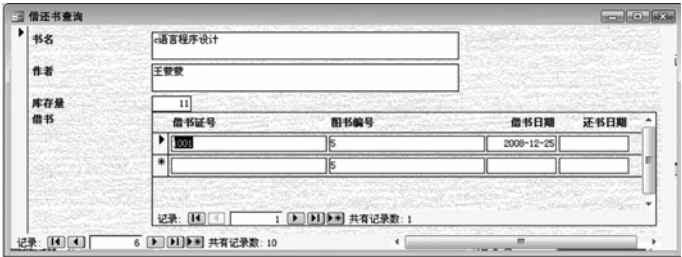 借还书查询
书名 c语言程序设计
作者 王蓥蓥
库存量 11
借书
借书证号 图书编号 借书日期 还书日期
1001 5 2008-12-25
5
记录: 1 共有记录数: 1
记录: 6 共有记录数: 10